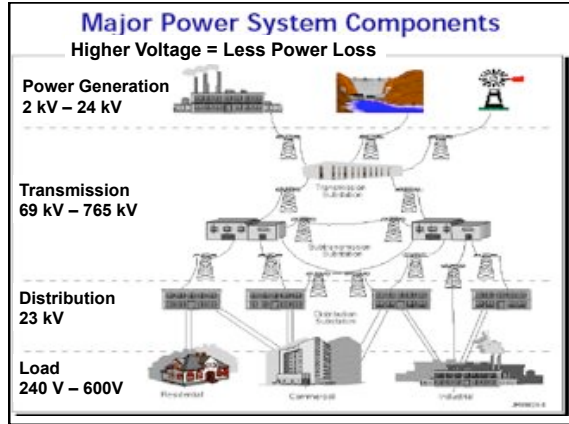 Major Power System Components
Higher Voltage = Less Power Loss
Power Generation
2 kV – 24 kV
Transmission
Substation
Transmission
69 kV – 765 kV
Subtransmission
Substation
Distribution
23 kV
Distribution
Substation
Load
240 V – 600V
Residential
Commercial
Industrial